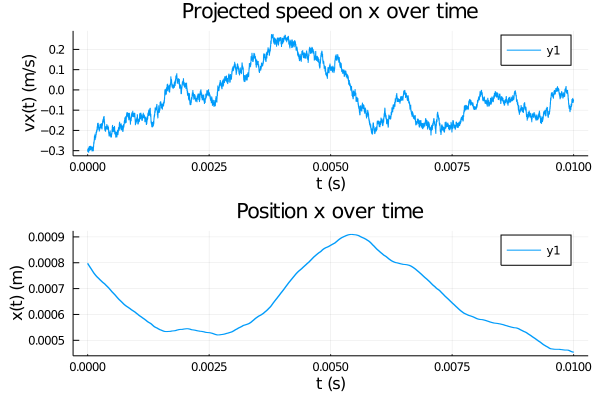 Projected speed on x over time
vx(t) (m/s)
0.2
0.1
0.0
−0.1
−0.2
−0.3
y1
0.0000 0.0025 0.0050 0.0075 0.0100
t (s)
Position x over time
x(t) (m)
0.0009
0.0008
0.0007
0.0006
0.0005
y1
0.0000 0.0025 0.0050 0.0075 0.0100
t (s)